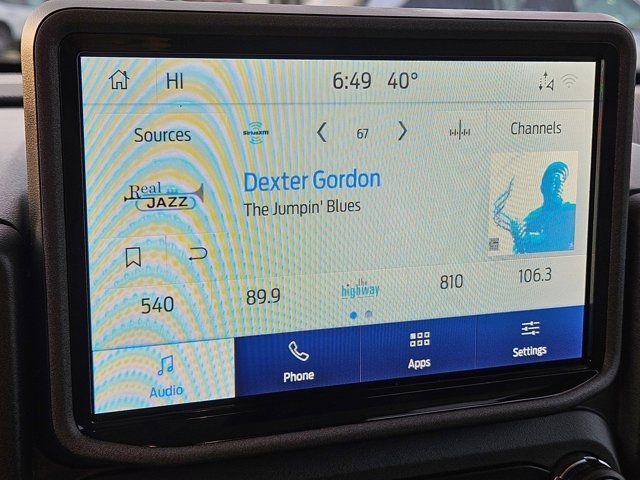 HI 6:49 40°
Sources SiriusXM 67 Channels
Real JAZZ
Dexter Gordon
The Jumpin' Blues
540 89.9 the highway 810 106.3
Audio Phone Apps Settings